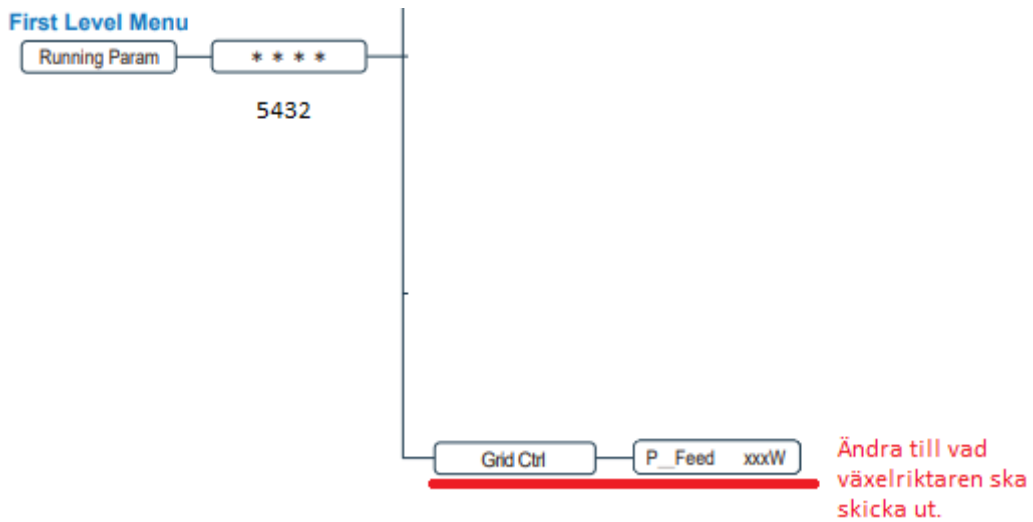 First Level Menu
Running Param
* * * *
5432
Grid Ctrl
P__Feed xxxW
Ändra till vad
växelriktaren ska
skicka ut.